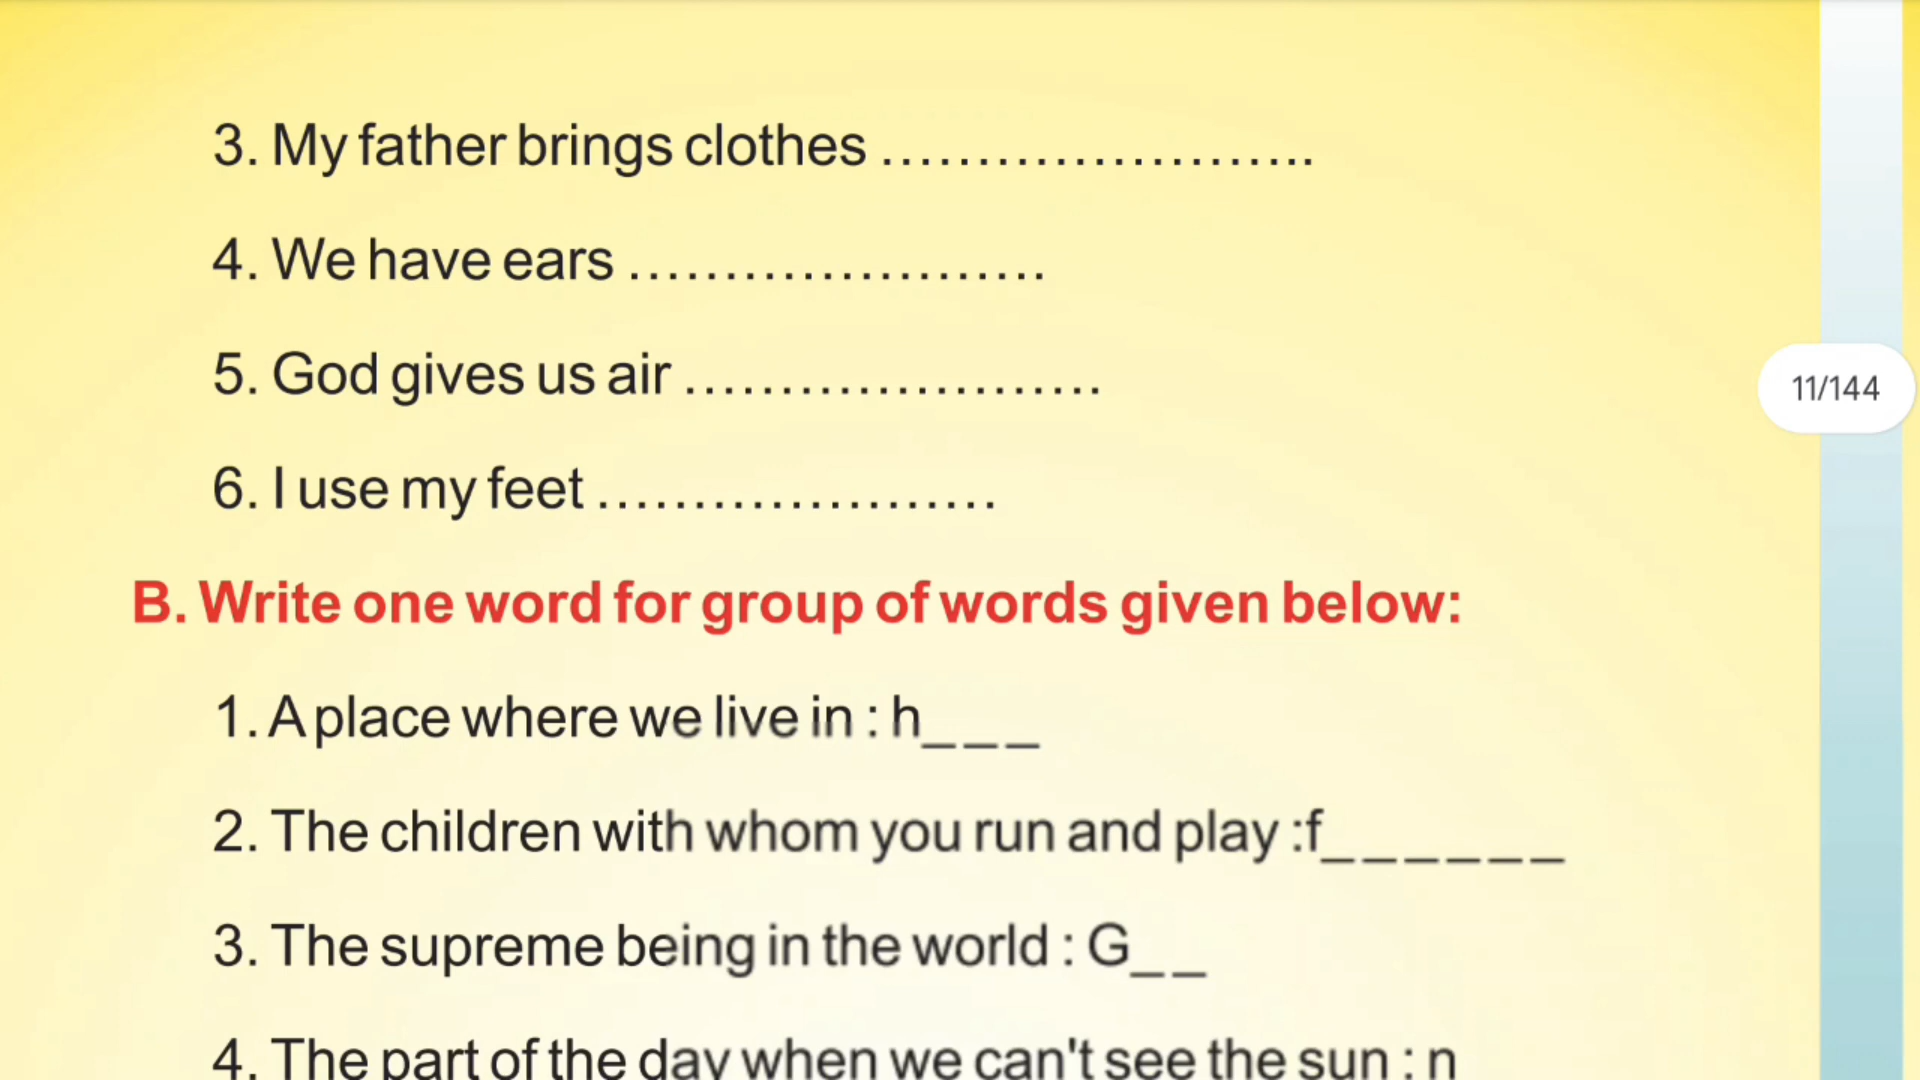 3. My father brings clothes ……………………..
4. We have ears ………………….
5. God gives us air ………………….
11/144
6. I use my feet …………………
B. Write one word for group of words given below:
1. A place where we live in : h_ _ _
2. The children with whom you run and play :f_ _ _ _ _ _
3. The supreme being in the world : G_ _
4. The part of the day when we can't see the sun : n